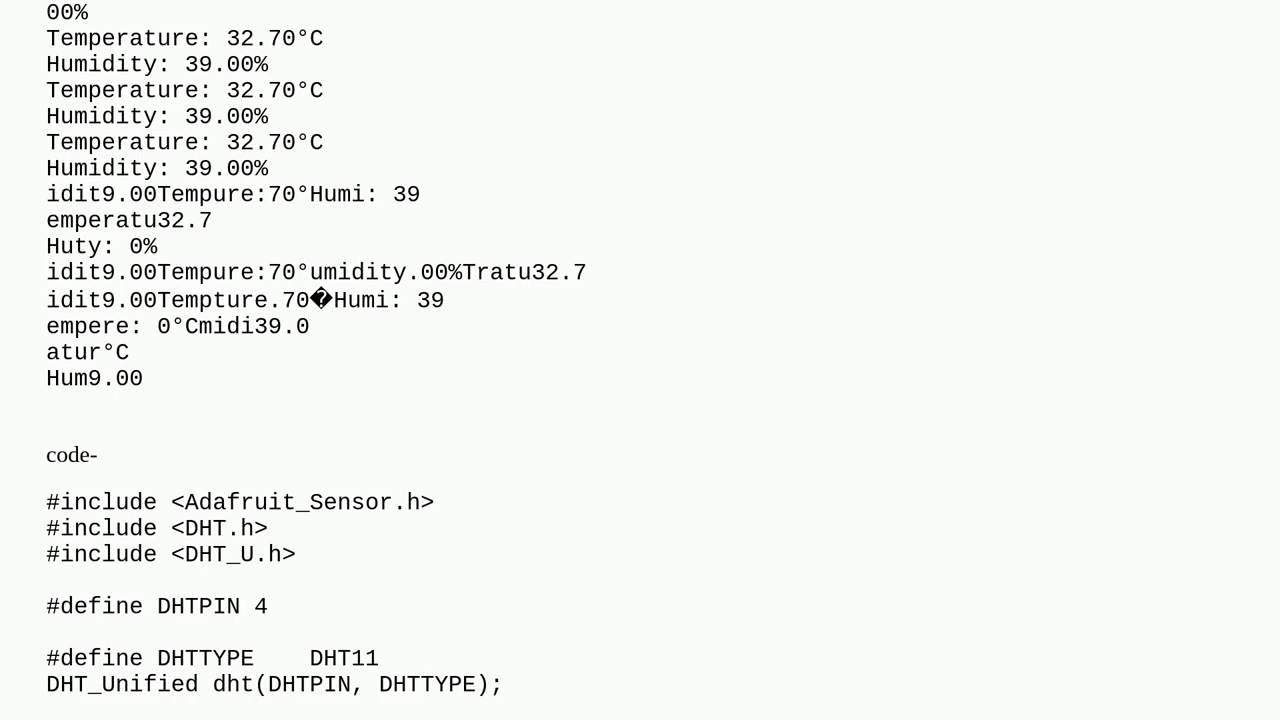 00%
Temperature: 32.70°C
Humidity: 39.00%
Temperature: 32.70°C
Humidity: 39.00%
Temperature: 32.70°C
Humidity: 39.00%
idit9.00Tempure:70°Humi: 39
emperatu32.7
Huty: 0%
idit9.00Tempure:70°umidity.00%Tratu32.7
idit9.00Tempture.70�Humi: 39
empere: 0°Cmidi39.0
atur°C
Hum9.00
code-
#include <Adafruit_Sensor.h>
#include <DHT.h>
#include <DHT_U.h>
#define DHTPIN 4
#define DHTTYPE    DHT11
DHT_Unified dht(DHTPIN, DHTTYPE);